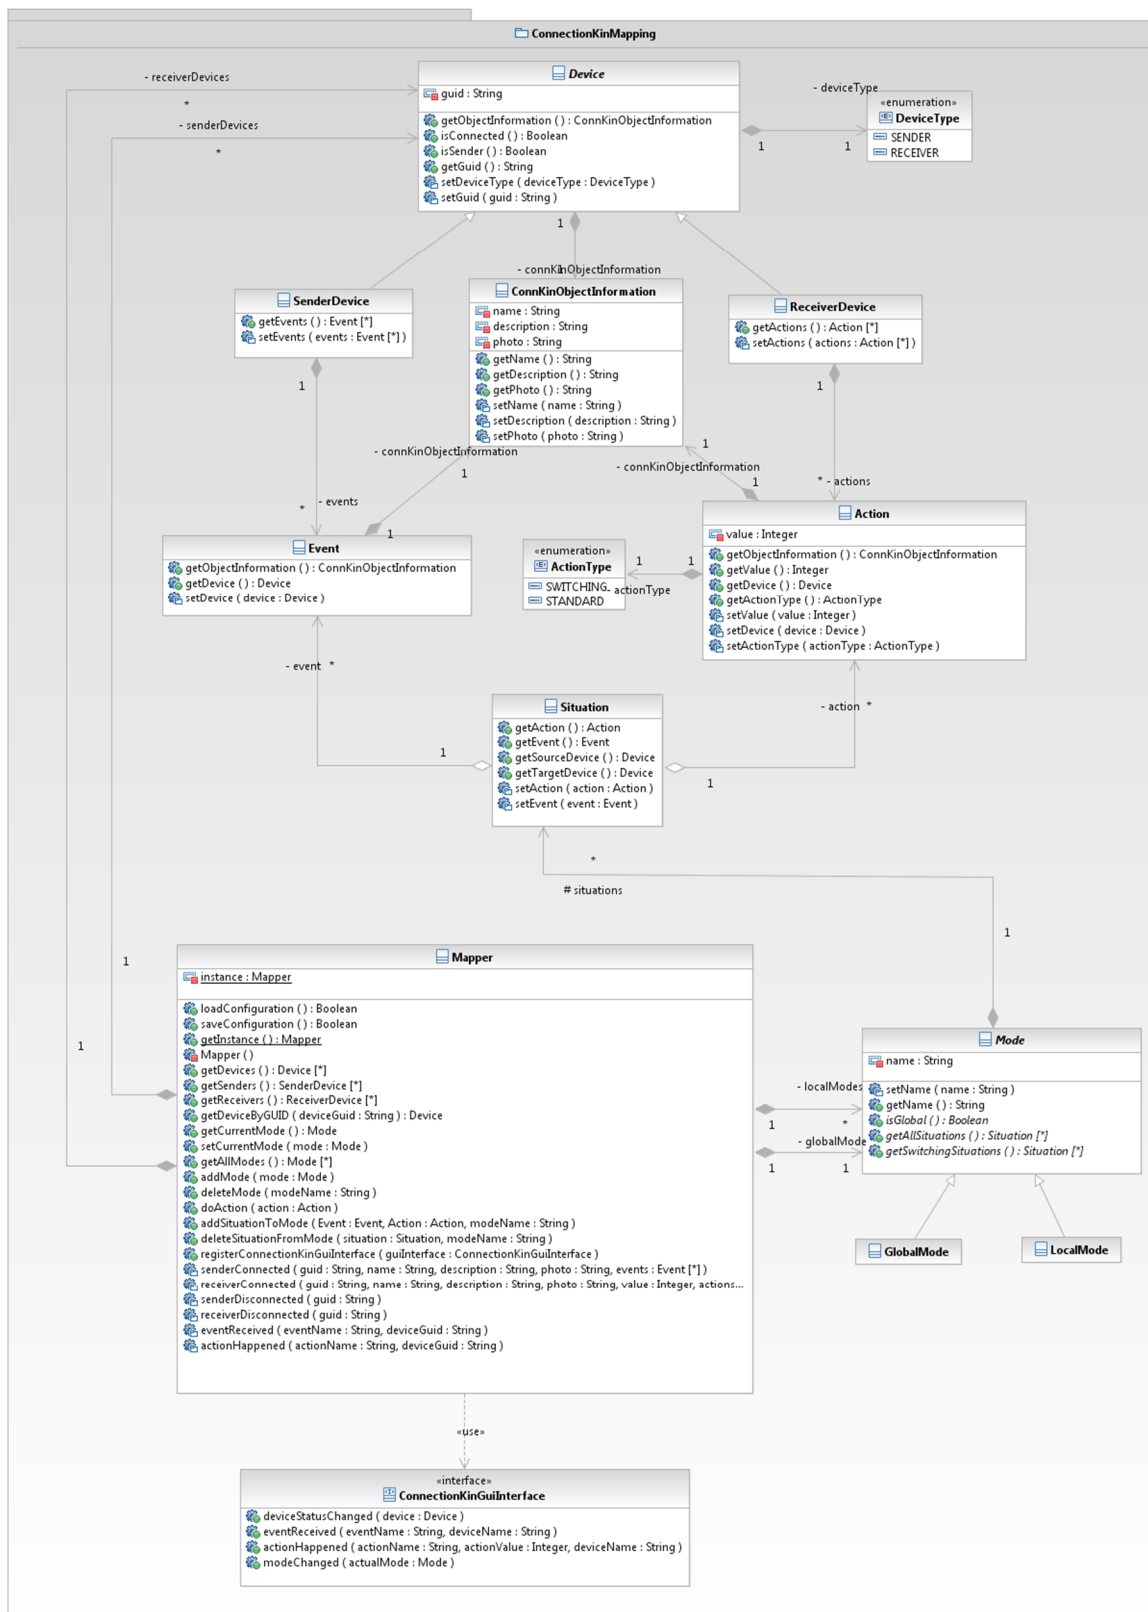 ConnectionKinMapping
- receiverDevices
*
- senderDevices
*
Device
guid : String
getObjectInformation ( ) : ConnKinObjectInformation
isConnected ( ) : Boolean
isSender ( ) : Boolean
getGuid ( ) : String
setDeviceType ( deviceType : DeviceType )
setGuid ( guid : String )
- deviceType
1
1
«enumeration»
DeviceType
SENDER
RECEIVER
1
1
- connKinObjectInformation
SenderDevice
getEvents ( ) : Event [*]
setEvents ( events : Event [*] )
1
ConnKinObjectInformation
name : String
description : String
photo : String
getName ( ) : String
getDescription ( ) : String
getPhoto ( ) : String
setName ( name : String )
setDescription ( description : String )
setPhoto ( photo : String )
ReceiverDevice
getActions ( ) : Action [*]
setActions ( actions : Action [*] )
1
- connKinObjectInformation
1
1
- connKinObjectInformation
1
* - actions
- events
*
1
Event
getObjectInformation ( ) : ConnKinObjectInformation
getDevice ( ) : Device
setDevice ( device : Device )
«enumeration»
ActionType
SWITCHING
STANDARD
1
1
- actionType
Action
value : Integer
getObjectInformation ( ) : ConnKinObjectInformation
getValue ( ) : Integer
getDevice ( ) : Device
getActionType ( ) : ActionType
setValue ( value : Integer )
setDevice ( device : Device )
setActionType ( actionType : ActionType )
- event *
1
Situation
getAction ( ) : Action
getEvent ( ) : Event
getSourceDevice ( ) : Device
getTargetDevice ( ) : Device
setAction ( action : Action )
setEvent ( event : Event )
- action *
1
*
# situations
1
1
1
Mapper
instance : Mapper
loadConfiguration ( ) : Boolean
saveConfiguration ( ) : Boolean
getInstance ( ) : Mapper
Mapper ( )
getDevices ( ) : Device [*]
getSenders ( ) : SenderDevice [*]
getReceivers ( ) : ReceiverDevice [*]
getDeviceByGUID ( deviceGuid : String ) : Device
getCurrentMode ( ) : Mode
setCurrentMode ( mode : Mode )
getAllModes ( ) : Mode [*]
addMode ( mode : Mode )
deleteMode ( modeName : String )
doAction ( action : Action )
addSituationToMode ( Event : Event, Action : Action, modeName : String )
deleteSituationFromMode ( situation : Situation, modeName : String )
registerConnectionKinGuiInterface ( guiInterface : ConnectionKinGuiInterface )
senderConnected ( guid : String, name : String, description : String, photo : String, events : Event [*] )
receiverConnected ( guid : String, name : String, description : String, photo : String, value : Integer, actions...
senderDisconnected ( guid : String )
receiverDisconnected ( guid : String )
eventReceived ( eventName : String, deviceGuid : String )
actionHappened ( actionName : String, deviceGuid : String )
- localModes
1
*
- globalMode
1
1
Mode
name : String
setName ( name : String )
getName ( ) : String
isGlobal ( ) : Boolean
getAllSituations ( ) : Situation [*]
getSwitchingSituations ( ) : Situation [*]
GlobalMode
LocalMode
«use»
«interface»
ConnectionKinGuiInterface
deviceStatusChanged ( device : Device )
eventReceived ( eventName : String, deviceName : String )
actionHappened ( actionName : String, actionValue : Integer, deviceName : String )
modeChanged ( actualMode : Mode )